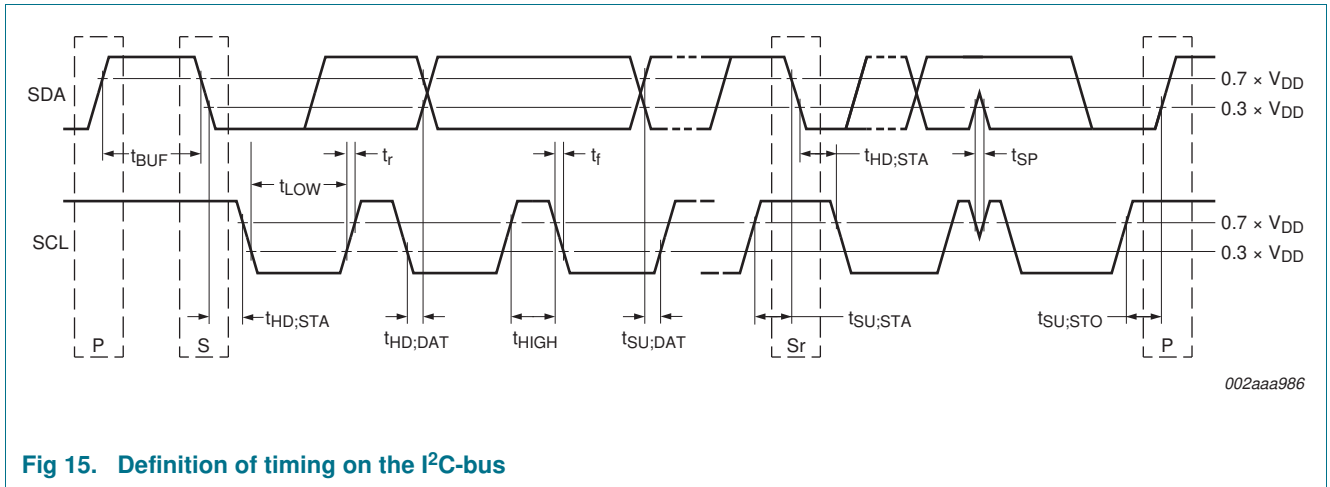 SDA
0.7 × VDD
0.3 × VDD
tBUF
tr
tf
tHD;STA
tSP
tLOW
SCL
0.7 × VDD
0.3 × VDD
tHD;STA
tHD;DAT
tHIGH
tSU;DAT
tSU;STA
tSU;STO
P
S
Sr
P
002aaa986
Fig 15. Definition of timing on the I²C-bus